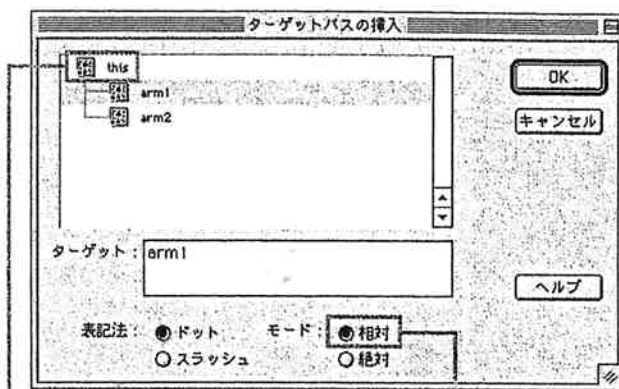 ターゲットパスの挿入
this
arm1
arm2
OK
キャンセル
ターゲット：arm1
ヘルプ
表記法：ドット モード：相対
スラッシュ 絶対